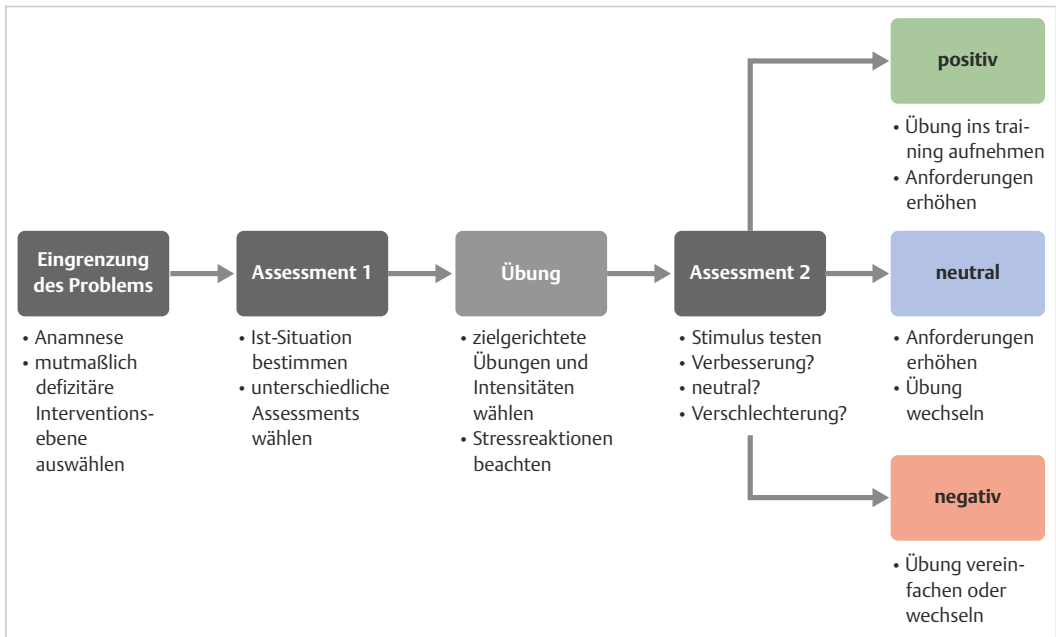 positiv
• Übung ins trai-
ning aufnehmen
• Anforderungen
erhöhen
Eingrenzung
des Problems
• Anamnese
• mutmaßlich
defizitäre
Interventions-
ebene
auswählen
Assessment 1
• Ist-Situation
bestimmen
• unterschiedliche
Assessments
wählen
Übung
• zielgerichtete
Übungen und
Intensitäten
wählen
• Stressreaktionen
beachten
Assessment 2
• Stimulus testen
• Verbesserung?
• neutral?
• Verschlechterung?
neutral
• Anforderungen
erhöhen
• Übung
wechseln
negativ
• Übung verein-
fachen oder
wechseln